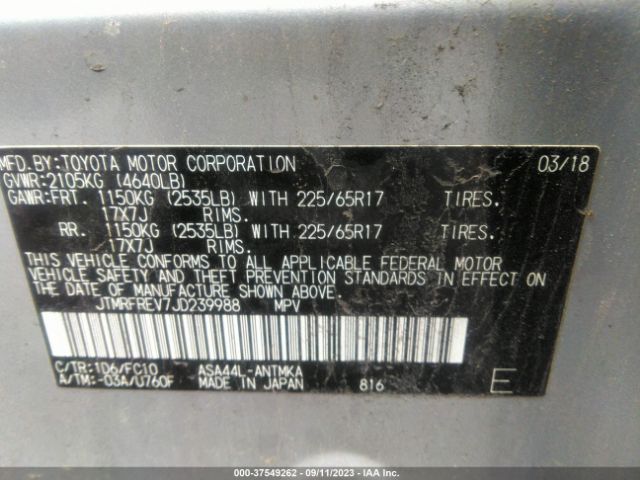 MFD.BY:TOYOTA MOTOR CORPORATION 03/18
GVWR:2105KG (4640LB)
GAWR:FRT. 1150KG (2535LB) WITH 225/65R17 TIRES.
17X7J RIMS.
RR. 1150KG (2535LB) WITH 225/65R17 TIRES.
17X7J RIMS.
THIS VEHICLE CONFORMS TO ALL APPLICABLE FEDERAL MOTOR
VEHICLE SAFETY AND THEFT PREVENTION STANDARDS IN EFFECT ON
THE DATE OF MANUFACTURE SHOWN ABOVE.
JTMRFREV7JD239988 MPV
C/TR:1D6/FC10 ASA44L-ANTMKA
A/TM:-03A/U760F MADE IN JAPAN 816 E
000-37549262 - 09/11/2023 - IAA Inc.